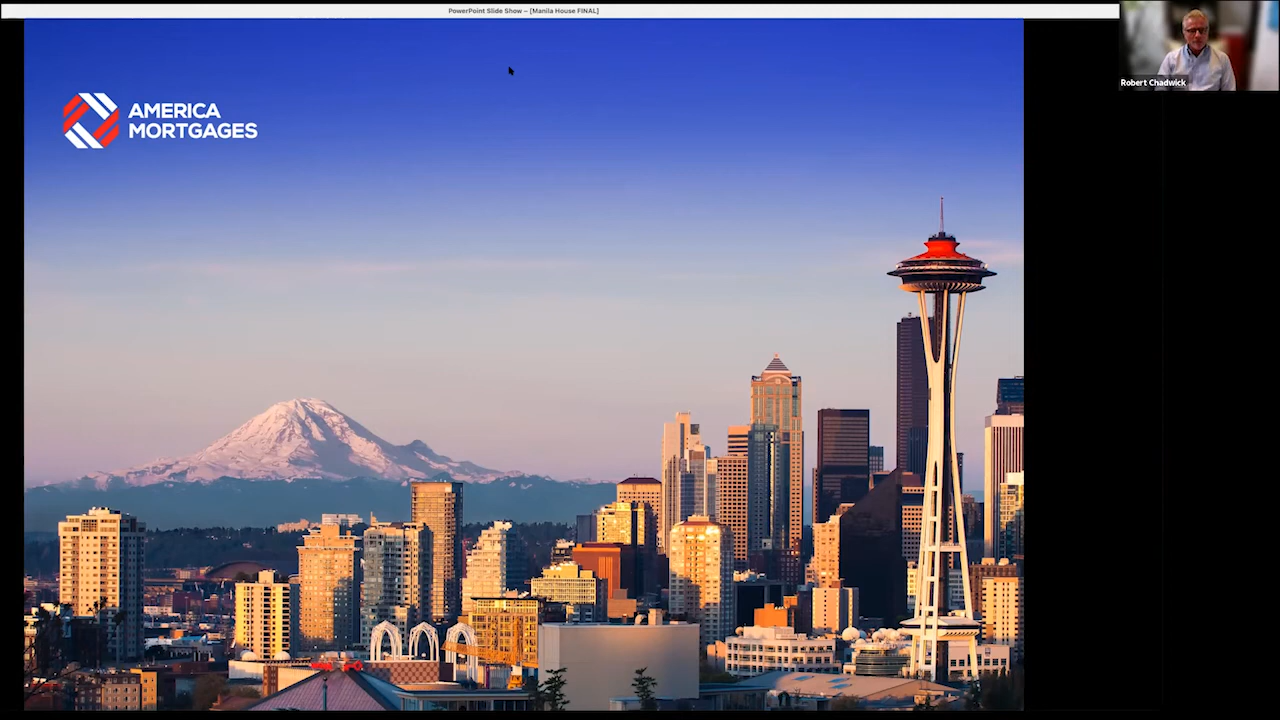 PowerPoint Slide Show – [Manila House FINAL]
AMERICA
MORTGAGES
Robert Chadwick